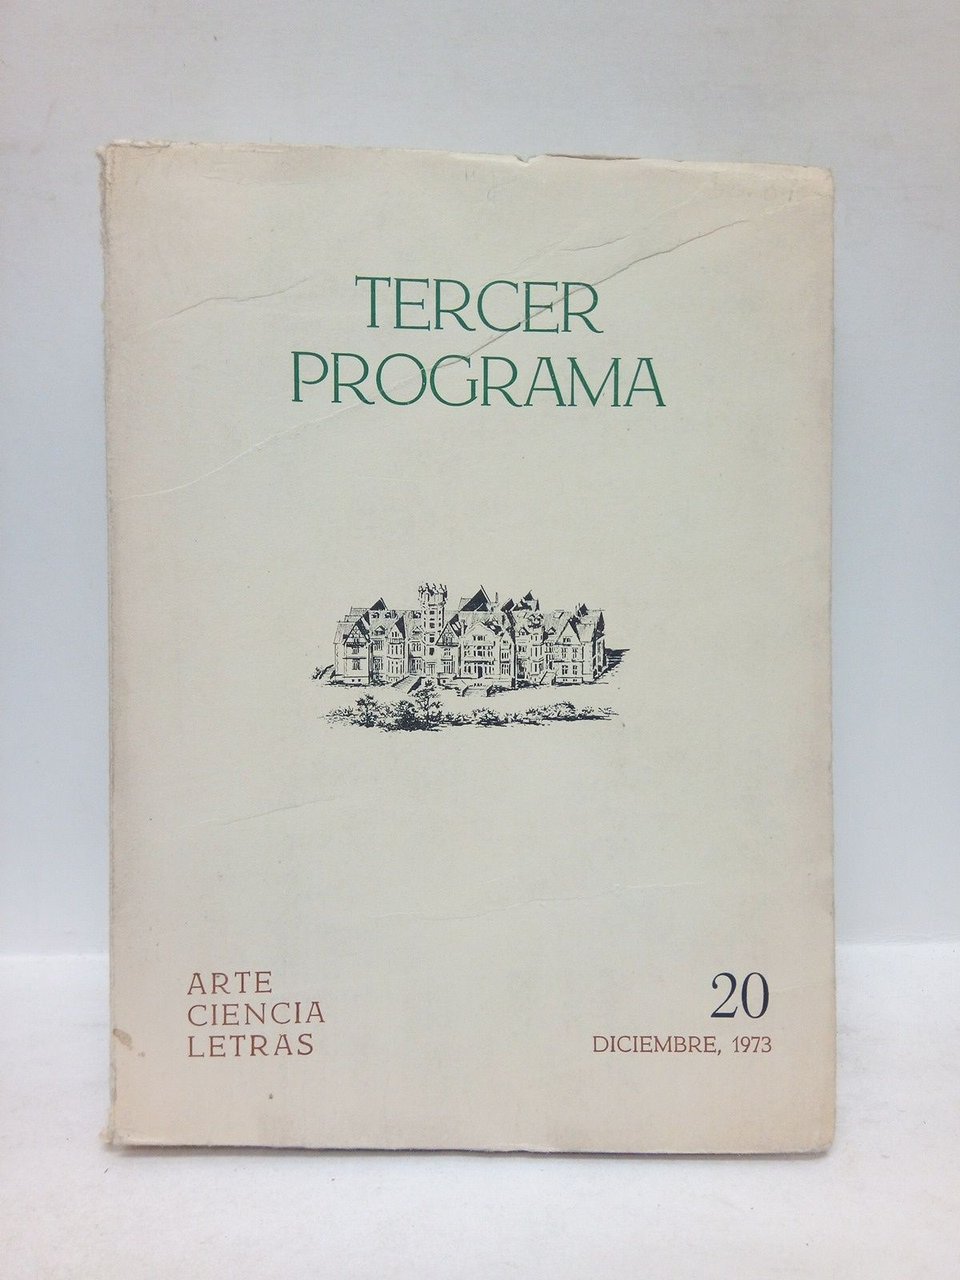 TERCER
PROGRAMA
ARTE
CIENCIA
LETRAS
20
DICIEMBRE, 1973